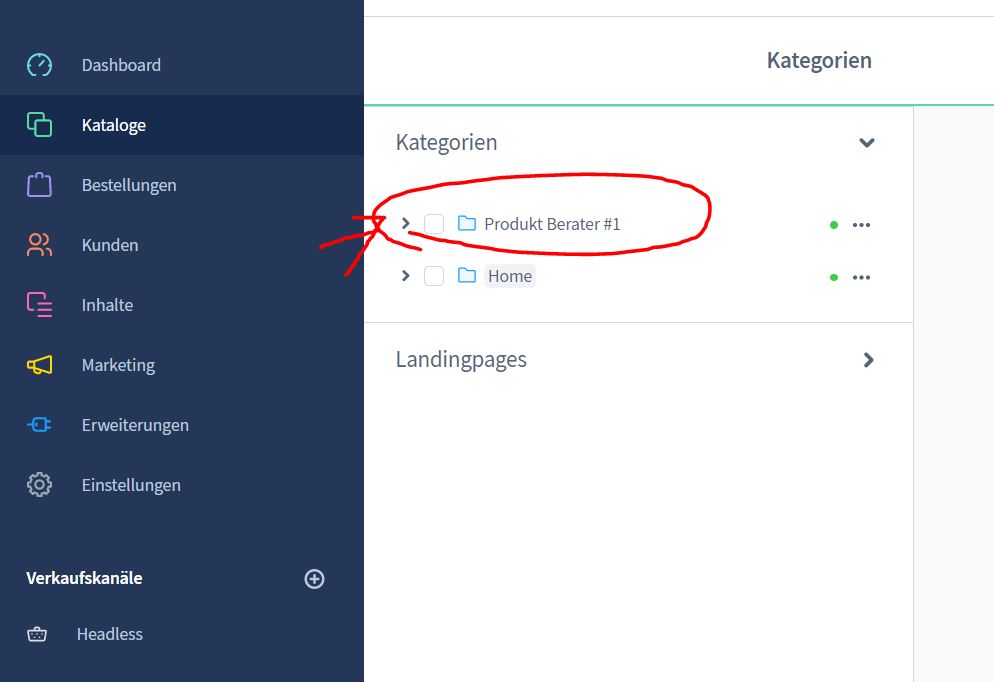 Dashboard
Kataloge
Bestellungen
Kunden
Inhalte
Marketing
Erweiterungen
Einstellungen
Verkaufskanäle
Headless
Kategorien
Kategorien
Produkt Berater #1
Home
Landingpages